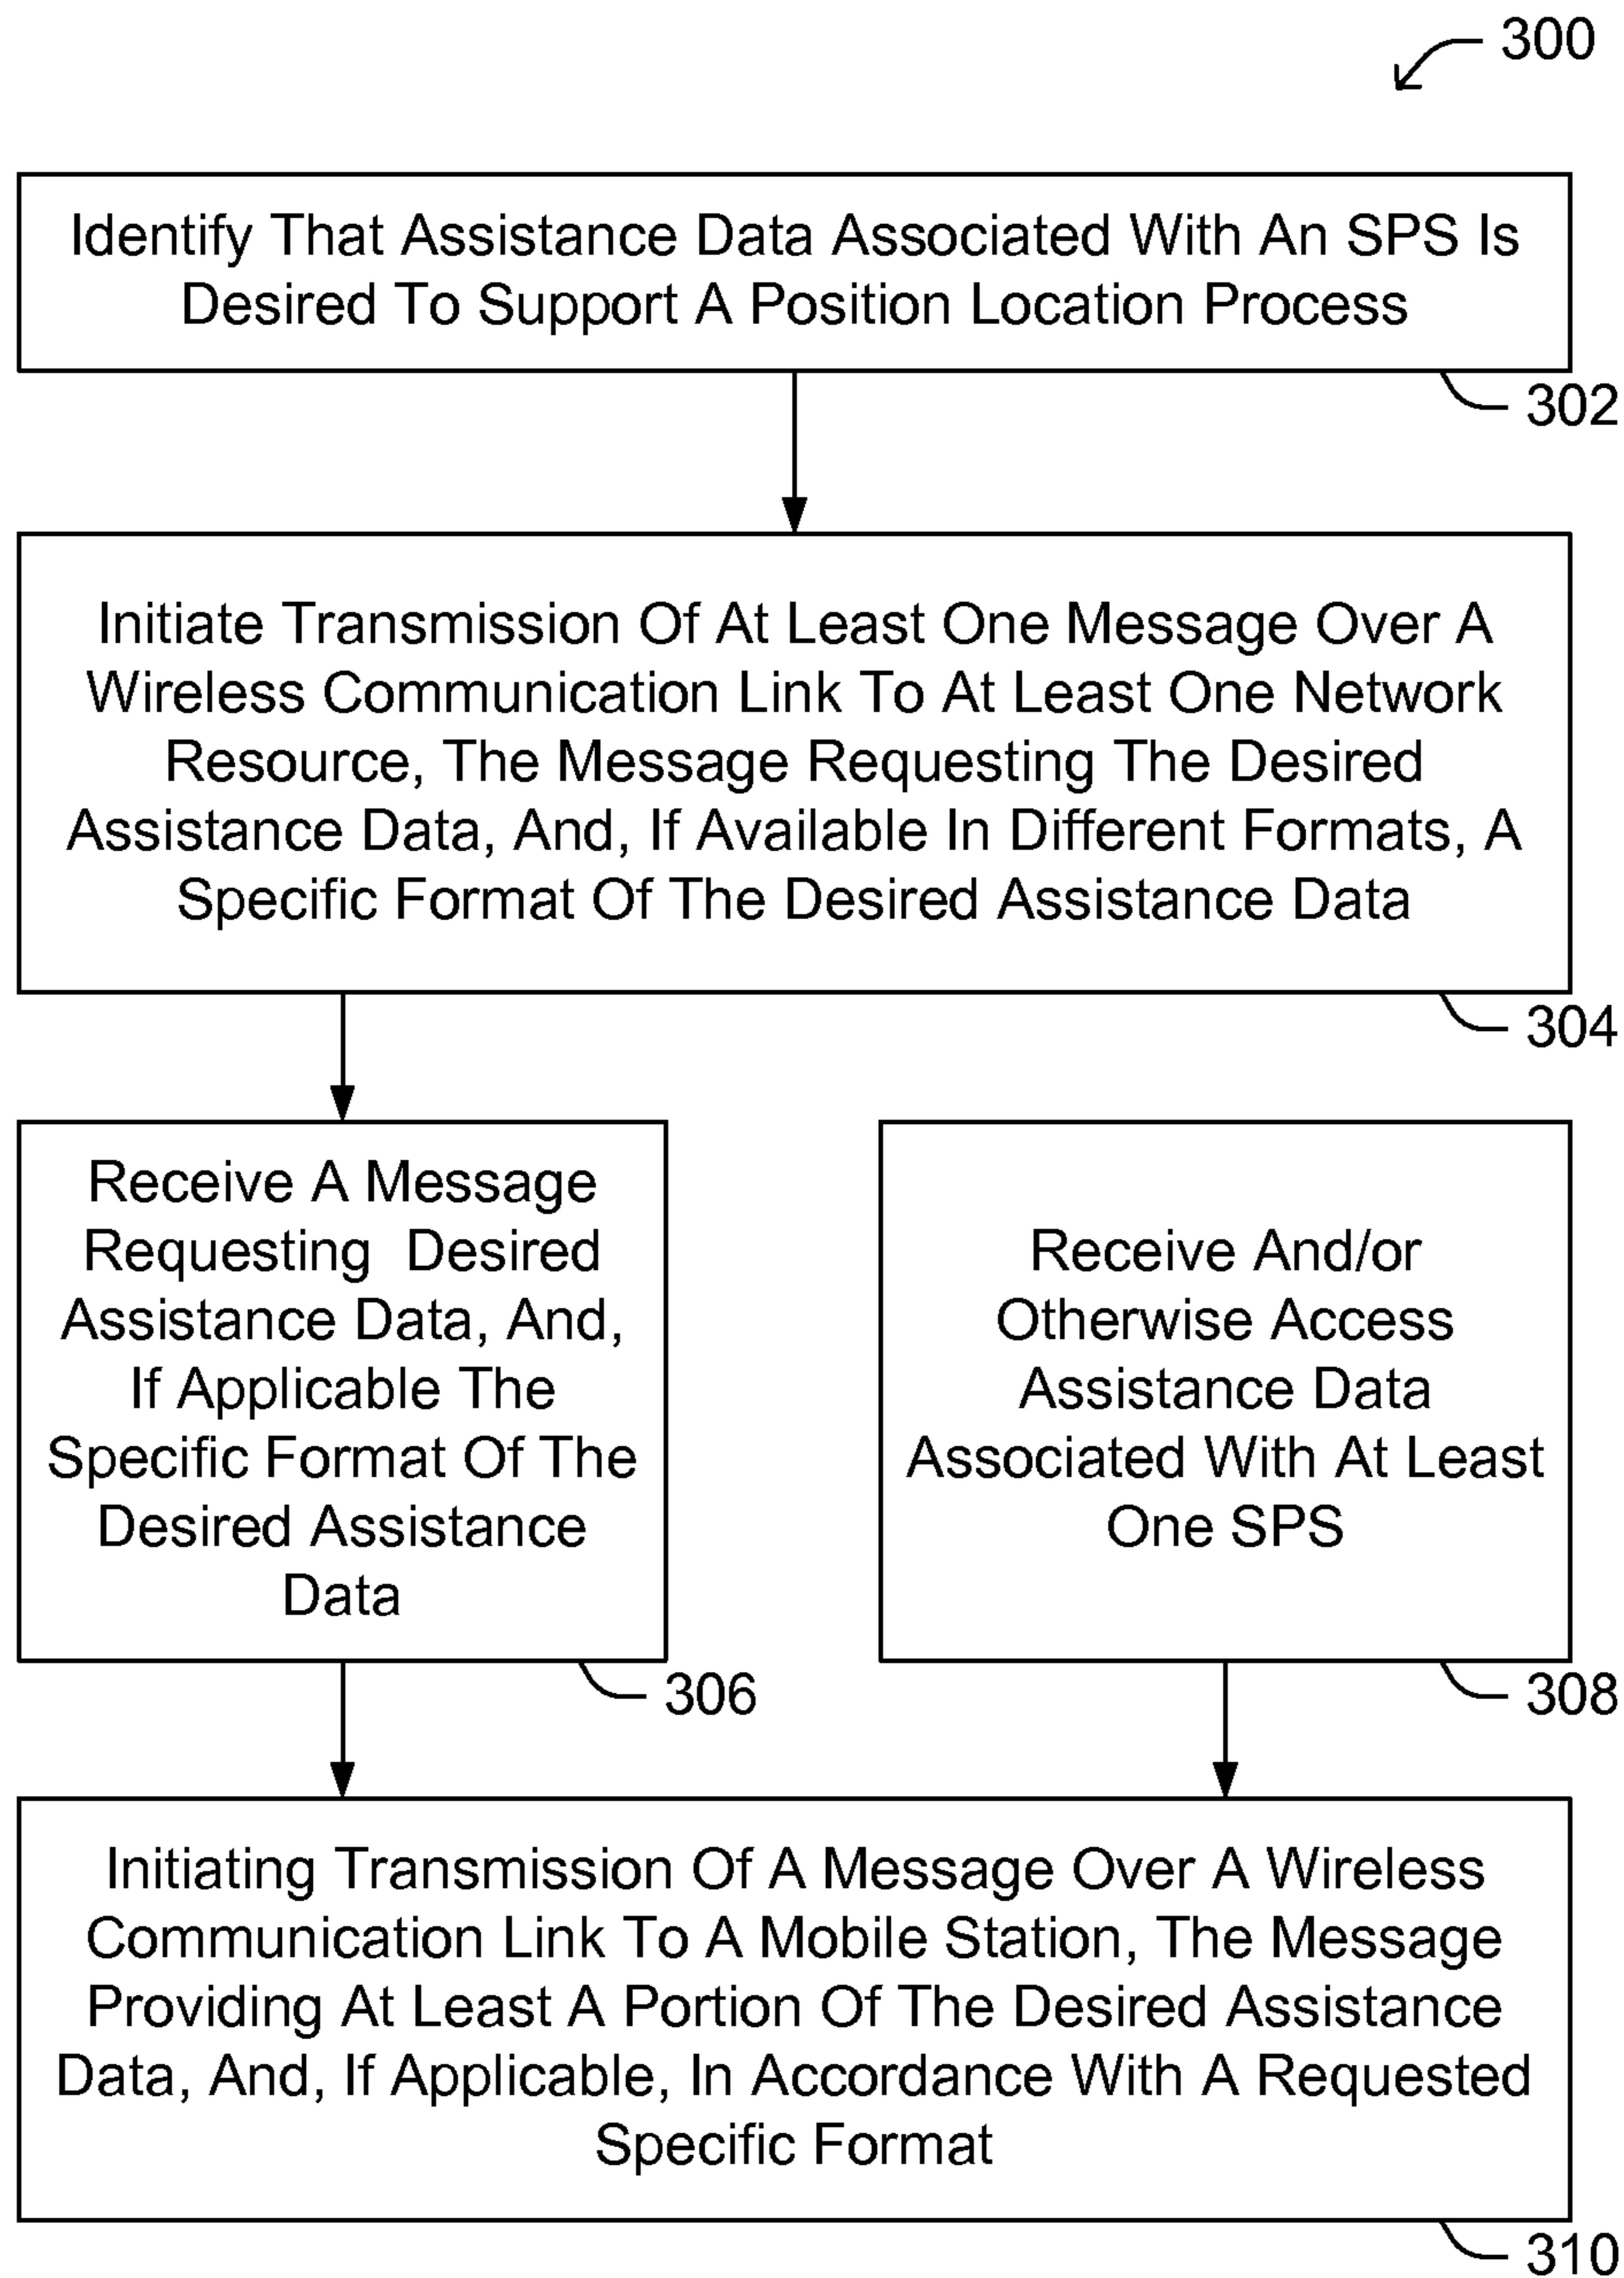 300
Identify That Assistance Data Associated With An SPS Is
Desired To Support A Position Location Process
302
Initiate Transmission Of At Least One Message Over A
Wireless Communication Link To At Least One Network
Resource, The Message Requesting The Desired
Assistance Data, And, If Available In Different Formats, A
Specific Format Of The Desired Assistance Data
304
Receive A Message
Requesting  Desired
Assistance Data, And,
If Applicable The
Specific Format Of The
Desired Assistance
Data
306
Receive And/or
Otherwise Access
Assistance Data
Associated With At Least
One SPS
308
Initiating Transmission Of A Message Over A Wireless
Communication Link To A Mobile Station, The Message
Providing At Least A Portion Of The Desired Assistance
Data, And, If Applicable, In Accordance With A Requested
Specific Format
310